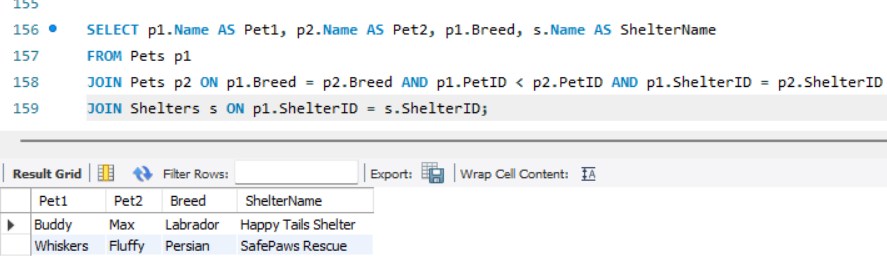 155
156 SELECT p1.Name AS Pet1, p2.Name AS Pet2, p1.Breed, s.Name AS ShelterName
157 FROM Pets p1
158 JOIN Pets p2 ON p1.Breed = p2.Breed AND p1.PetID < p2.PetID AND p1.ShelterID = p2.ShelterID
159 JOIN Shelters s ON p1.ShelterID = s.ShelterID;
Result Grid Filter Rows: Export: Wrap Cell Content: IA
Pet1 Pet2 Breed ShelterName
Buddy Max Labrador Happy Tails Shelter
Whiskers Fluffy Persian SafePaws Rescue